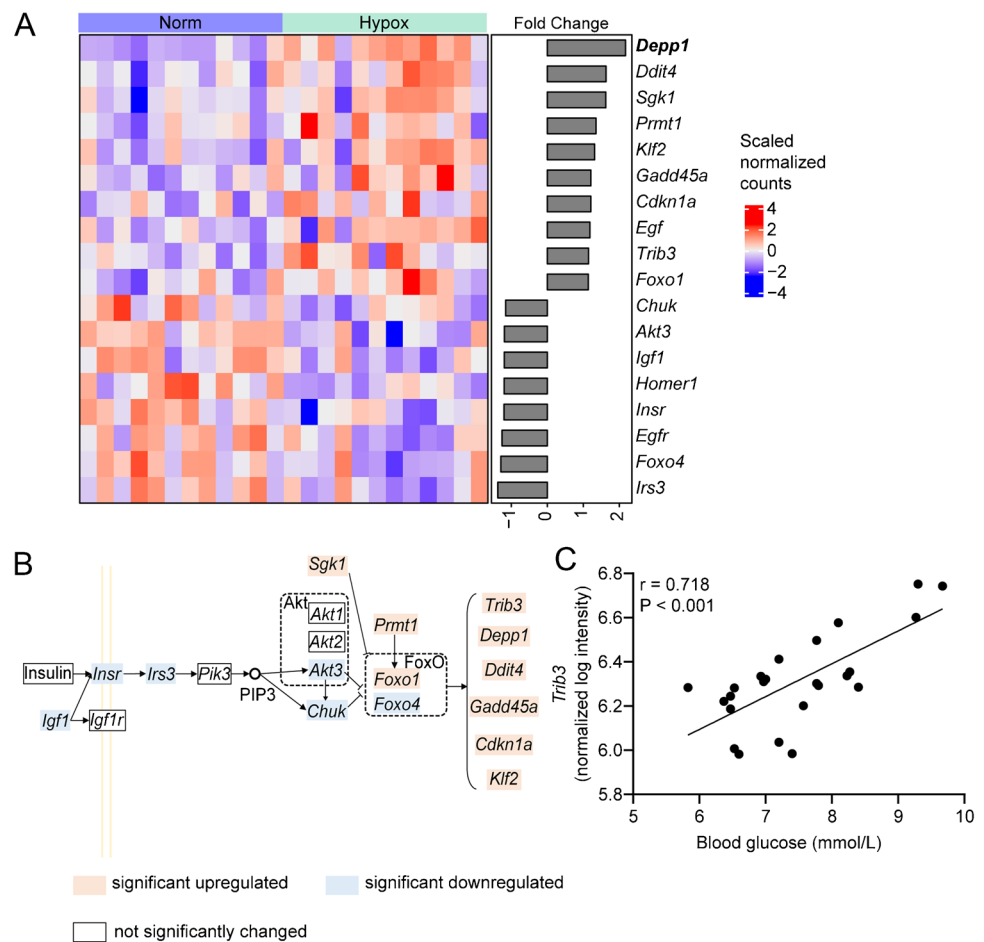 A
Norm
Hypox
Fold Change
Depp1
Ddit4
Sgk1
Prmt1
Klf2
Gadd45a
Cdkn1a
Egf
Trib3
Foxo1
Chuk
Akt3
Igf1
Homer1
Insr
Egfr
Foxo4
Irs3
−1
0
1
2
Scaled
normalized
counts
4
2
0
−2
−4
B
Sgk1
Akt
Akt1
Akt2
Akt3
Prmt1
FoxO
Foxo1
Foxo4
Insulin
Insr
Irs3
Pik3
PIP3
Chuk
Igf1
Igf1r
Trib3
Depp1
Ddit4
Gadd45a
Cdkn1a
Klf2
significant upregulated
significant downregulated
not significantly changed
C
r = 0.718
P < 0.001
Trib3
(normalized log intensity)
6.8
6.6
6.4
6.2
6.0
5.8
5
6
7
8
9
10
Blood glucose (mmol/L)